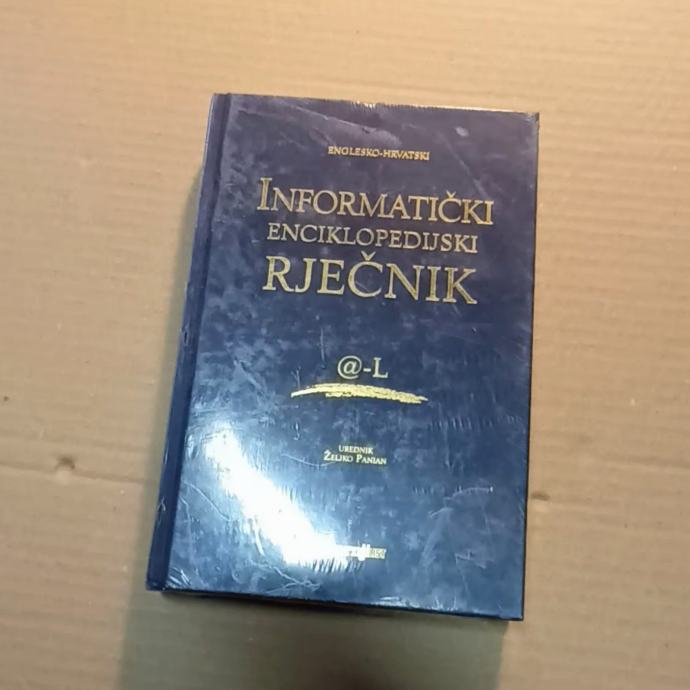 ENGLESKO-HRVATSKI
INFORMATIČKI
ENCIKLOPEDIJSKI
RJEČNIK
@-L
UREDNIK
ŽELJKO PANIAN